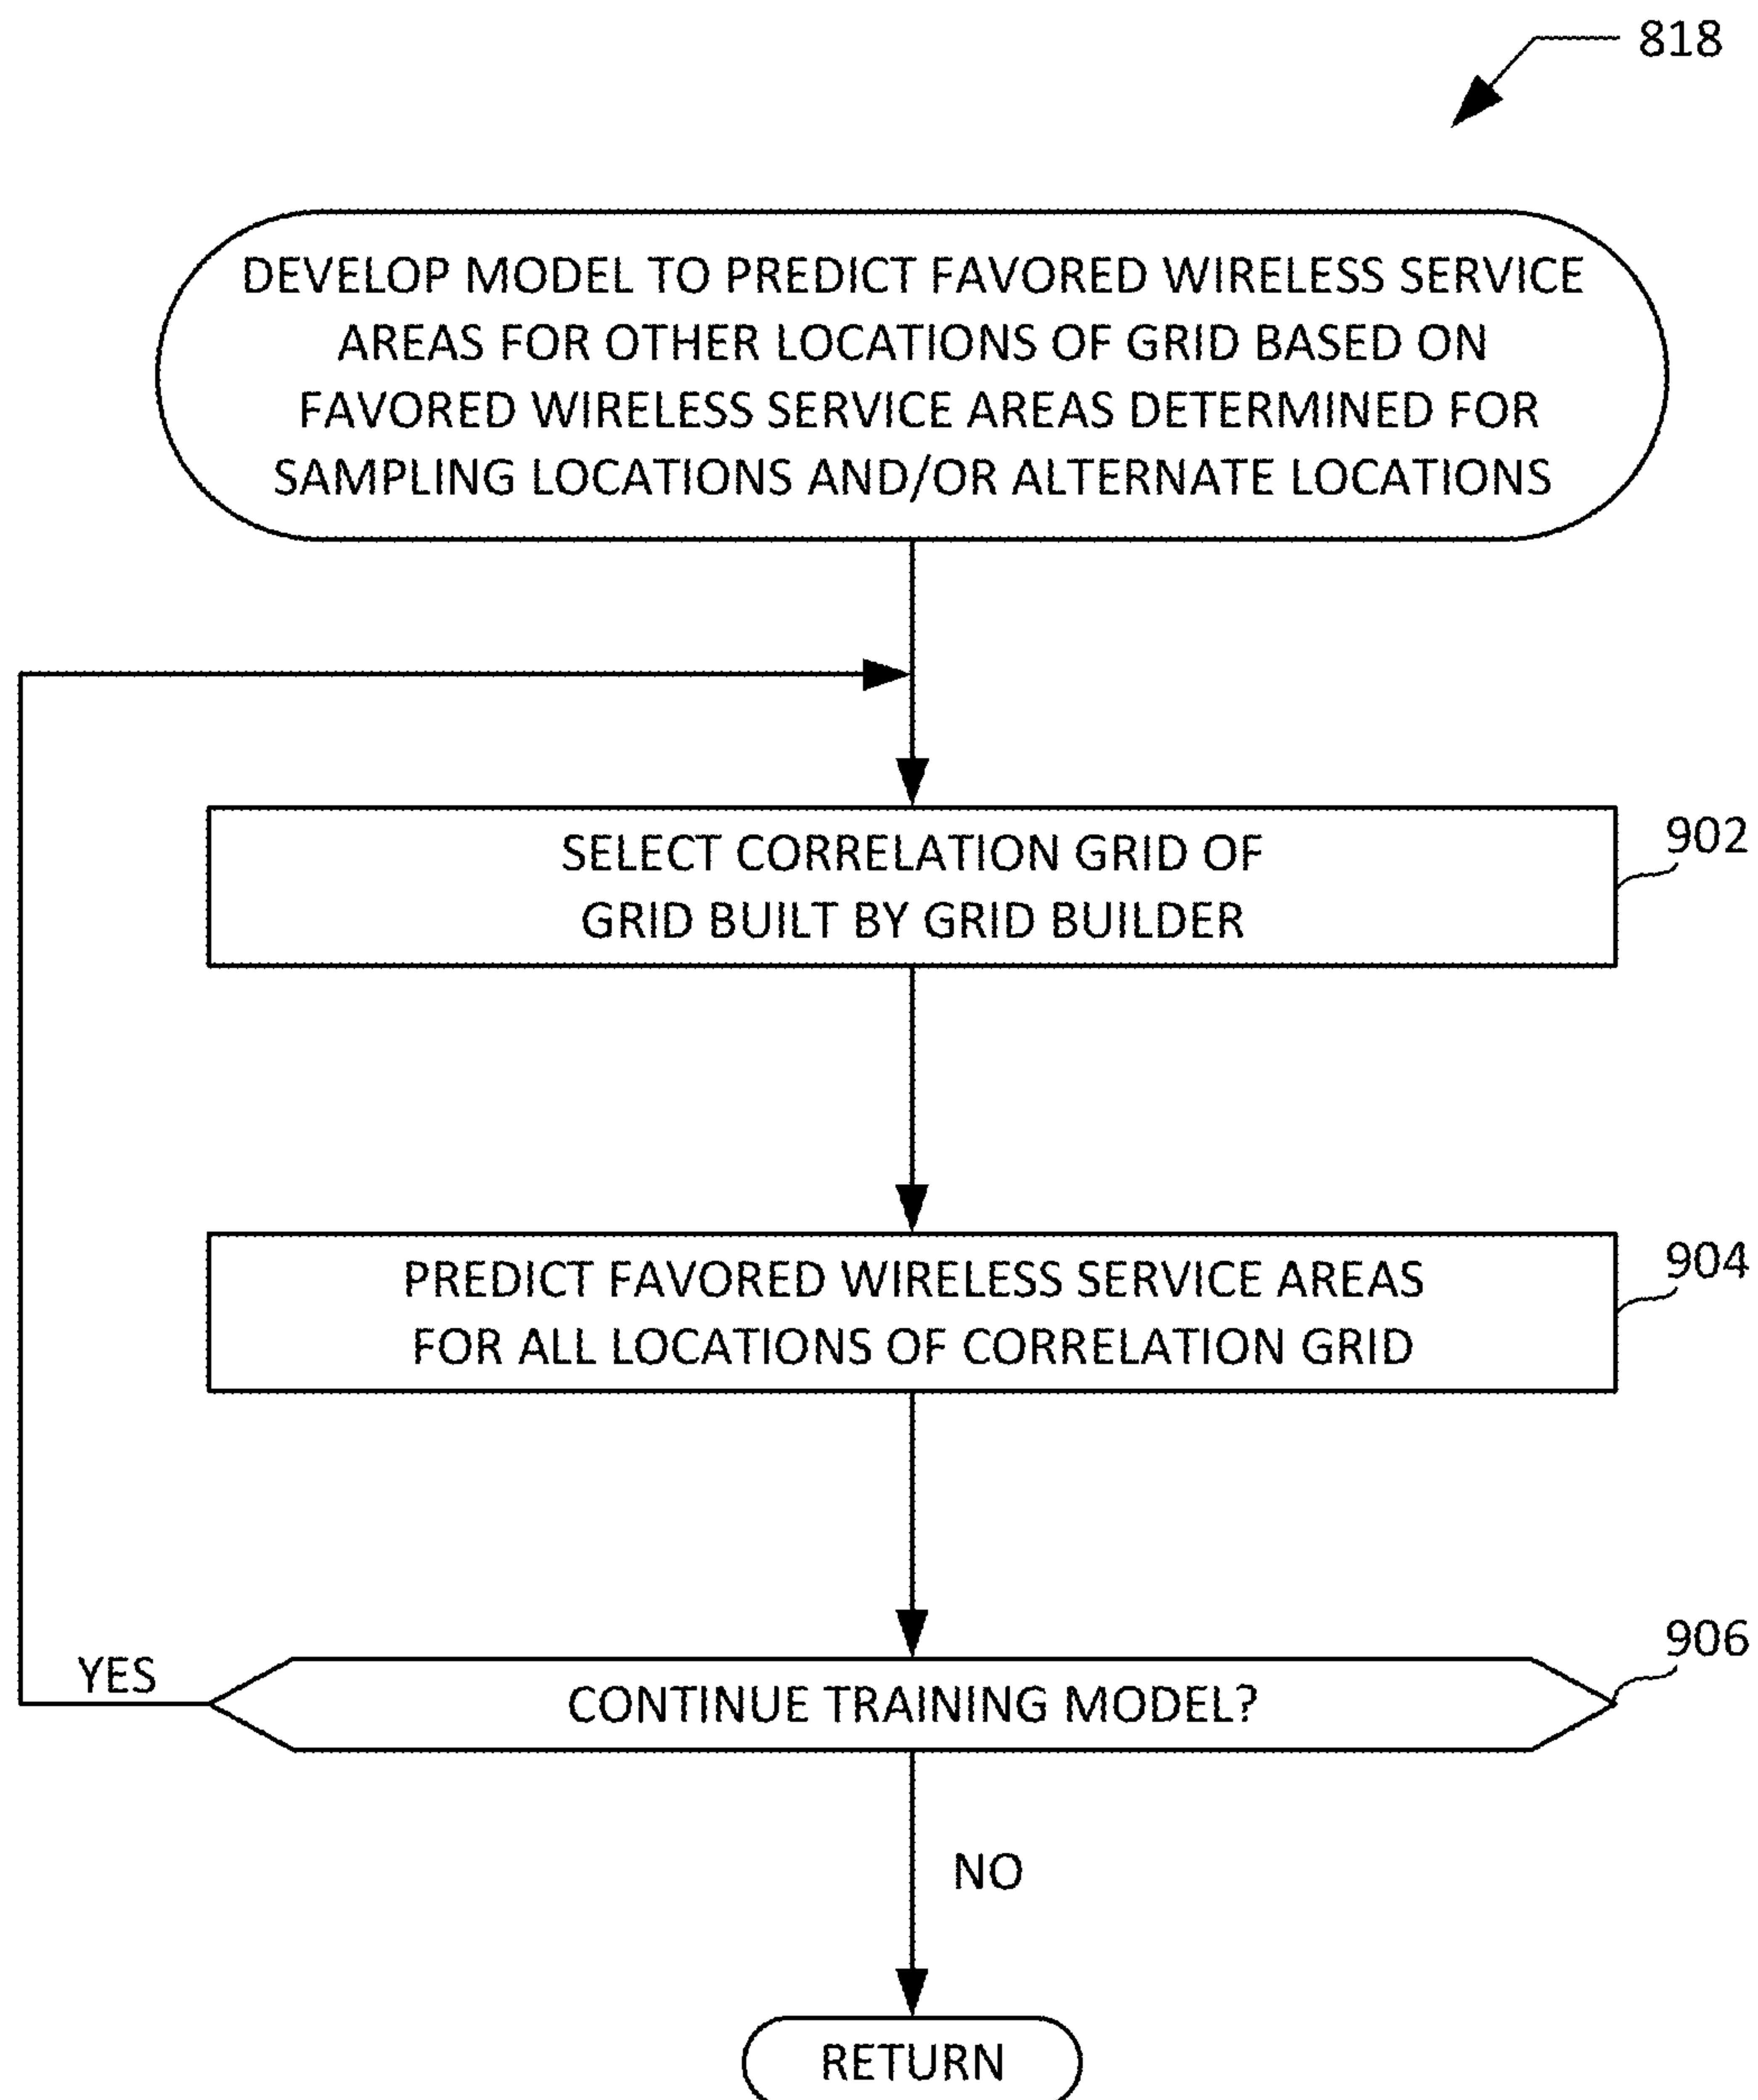 818
DEVELOP MODEL TO PREDICT FAVORED WIRELESS SERVICE
AREAS FOR OTHER LOCATIONS OF GRID BASED ON
FAVORED WIRELESS SERVICE AREAS DETERMINED FOR
SAMPLING LOCATIONS AND/OR ALTERNATE LOCATIONS
SELECT CORRELATION GRID OF
GRID BUILT BY GRID BUILDER
902
PREDICT FAVORED WIRELESS SERVICE AREAS
FOR ALL LOCATIONS OF CORRELATION GRID
904
CONTINUE TRAINING MODEL?
906
YES
NO
RETURN